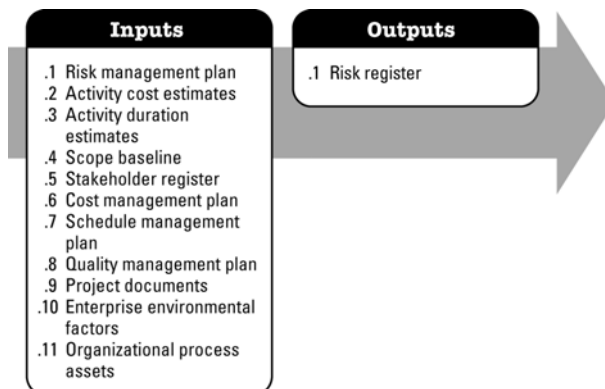 Inputs
.1 Risk management plan
.2 Activity cost estimates
.3 Activity duration
estimates
.4 Scope baseline
.5 Stakeholder register
.6 Cost management plan
.7 Schedule management
plan
.8 Quality management plan
.9 Project documents
.10 Enterprise environmental
factors
.11 Organizational process
assets
Outputs
.1 Risk register